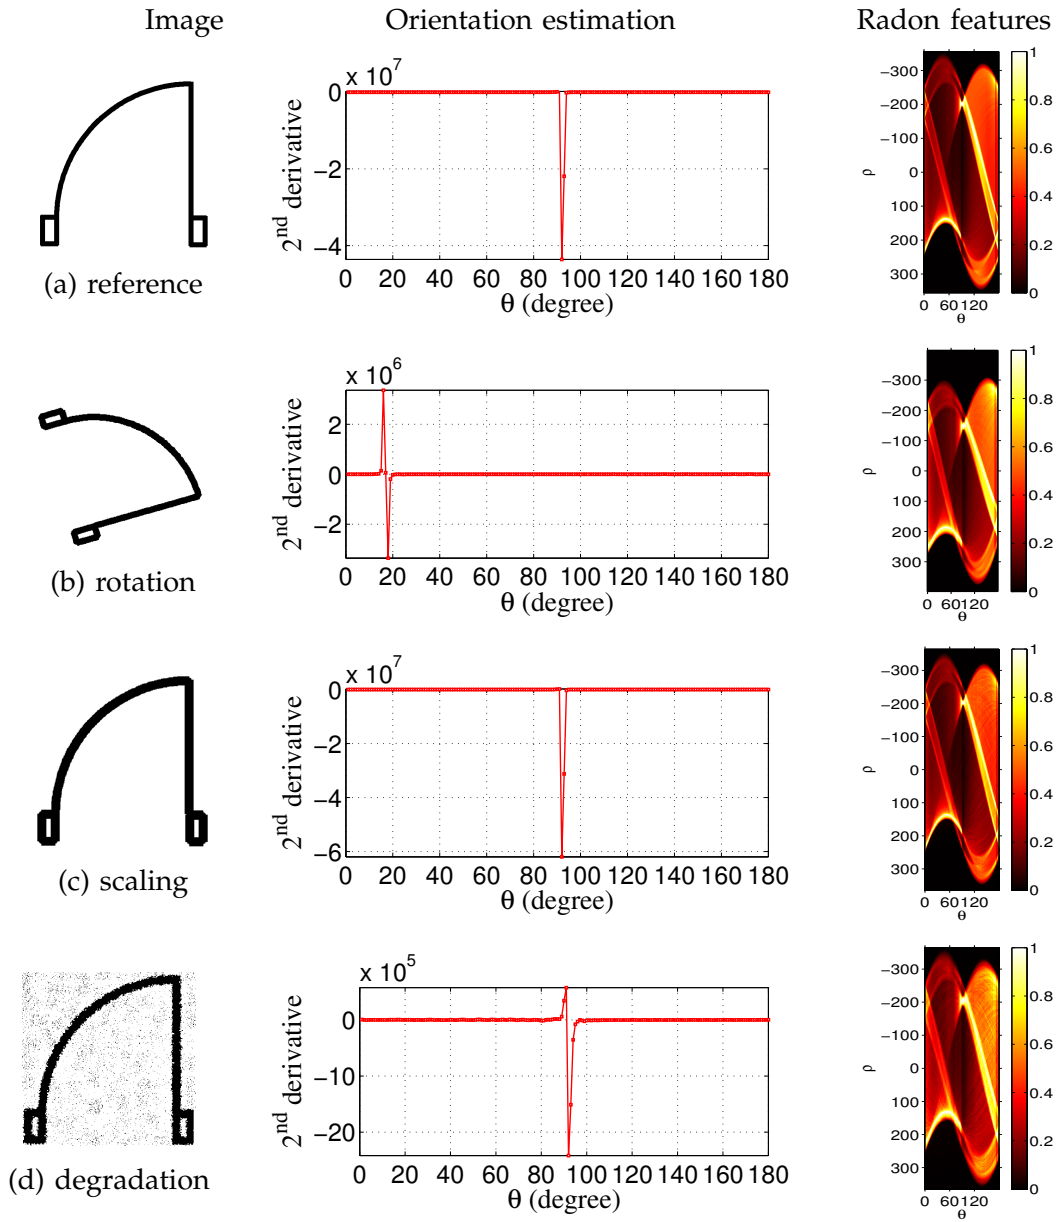 Image Orientation estimation Radon features
x 10^7
0
−2
−4
2^nd derivative
0 20 40 60 80 100 120 140 160 180
θ (degree)
−300
−200
−100
0
100
200
300
ρ
0 60 120
θ
1
0.8
0.6
0.4
0.2
0
(a) reference
x 10^6
2
0
−2
2^nd derivative
0 20 40 60 80 100 120 140 160 180
θ (degree)
−300
−200
−100
0
100
200
300
ρ
0 60 120
θ
1
0.8
0.6
0.4
0.2
0
(b) rotation
x 10^7
0
−2
−4
−6
2^nd derivative
0 20 40 60 80 100 120 140 160 180
θ (degree)
−300
−200
−100
0
100
200
300
ρ
0 60 120
θ
1
0.8
0.6
0.4
0.2
0
(c) scaling
x 10^5
0
−10
−20
2^nd derivative
0 20 40 60 80 100 120 140 160 180
θ (degree)
−300
−200
−100
0
100
200
300
ρ
0 60 120
θ
1
0.8
0.6
0.4
0.2
0
(d) degradation